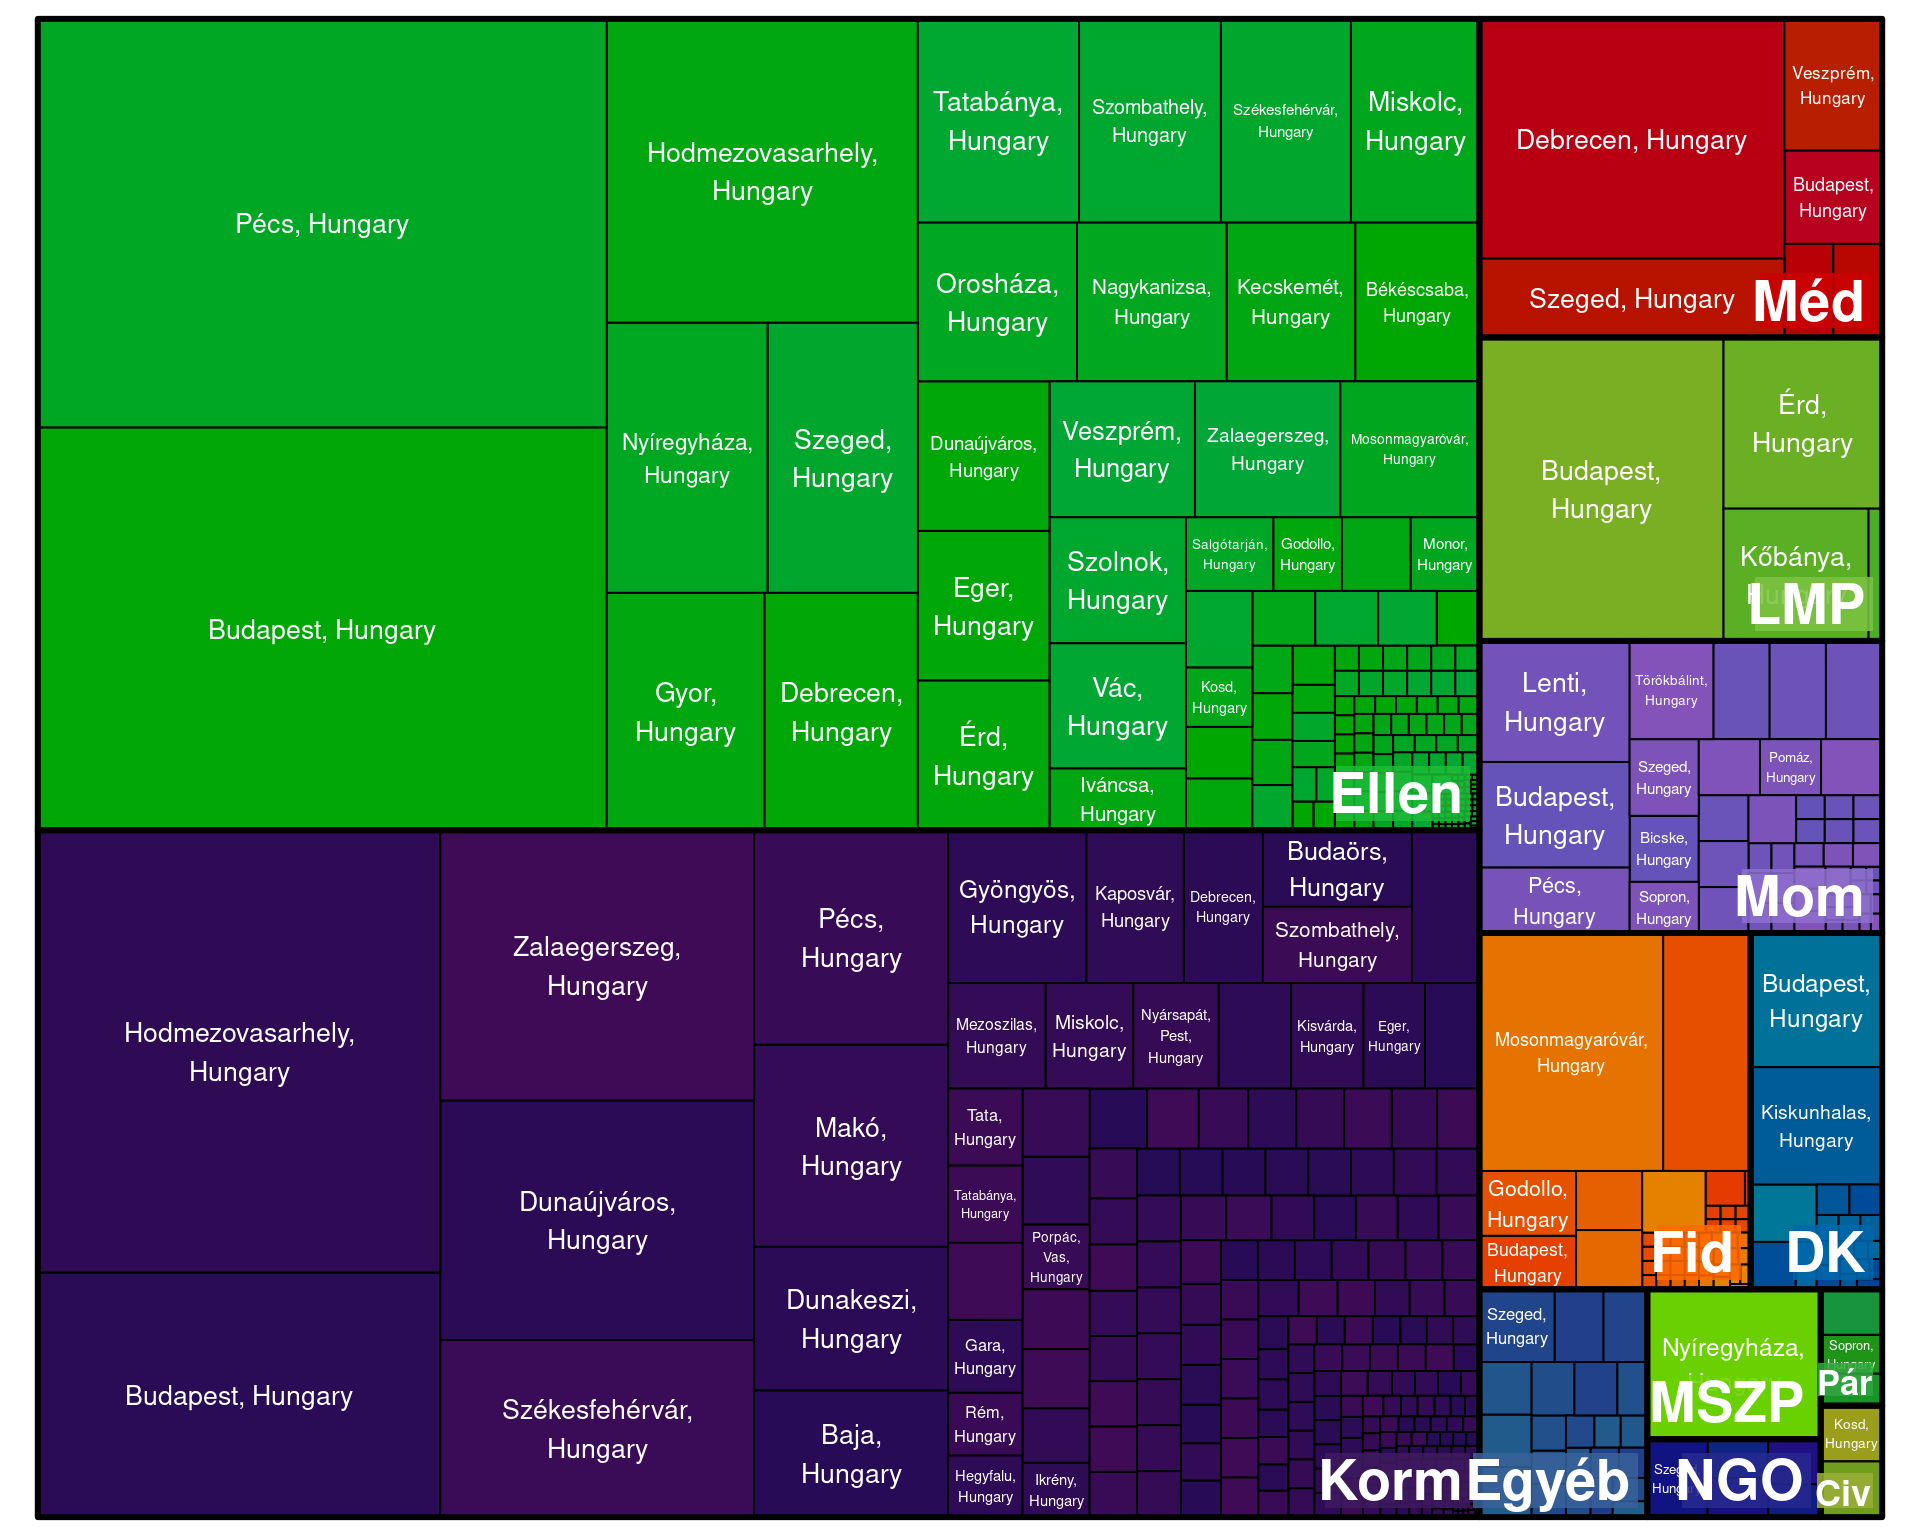 Pécs, Hungary
Budapest, Hungary
Hodmezovasarhely,
Hungary
Nyíregyháza,
Hungary
Szeged,
Hungary
Gyor,
Hungary
Debrecen,
Hungary
Tatabánya,
Hungary
Szombathely,
Hungary
Székesfehérvár,
Hungary
Miskolc,
Hungary
Orosháza,
Hungary
Nagykanizsa,
Hungary
Kecskemét,
Hungary
Békéscsaba,
Hungary
Dunaújváros,
Hungary
Veszprém,
Hungary
Zalaegerszeg,
Hungary
Mosonmagyaróvár,
Hungary
Eger,
Hungary
Szolnok,
Hungary
Salgótarján,
Hungary
Godollo,
Hungary
Monor,
Hungary
Érd,
Hungary
Vác,
Hungary
Kosd,
Hungary
Iváncsa,
Hungary
Ellen
Hodmezovasarhely,
Hungary
Budapest, Hungary
Zalaegerszeg,
Hungary
Dunaújváros,
Hungary
Székesfehérvár,
Hungary
Pécs,
Hungary
Makó,
Hungary
Dunakeszi,
Hungary
Baja,
Hungary
Gyöngyös,
Hungary
Kaposvár,
Hungary
Debrecen,
Hungary
Budaörs,
Hungary
Szombathely,
Hungary
Mezoszilas,
Hungary
Miskolc,
Hungary
Nyársapát,
Pest,
Hungary
Kisvárda,
Hungary
Eger,
Hungary
Tata,
Hungary
Tatabánya,
Hungary
Porpác,
Vas,
Hungary
Gara,
Hungary
Rém,
Hungary
Hegyfalu,
Hungary
Ikrény,
Hungary
Korm
Debrecen, Hungary
Szeged, Hungary
Veszprém,
Hungary
Budapest,
Hungary
Méd
Budapest,
Hungary
Érd,
Hungary
Kőbánya,
Hungary
LMP
Lenti,
Hungary
Budapest,
Hungary
Pécs,
Hungary
Törökbálint,
Hungary
Szeged,
Hungary
Pomáz,
Hungary
Bicske,
Hungary
Sopron,
Hungary
Mom
Mosonmagyaróvár,
Hungary
Godollo,
Hungary
Budapest,
Hungary
Fid
Budapest,
Hungary
Kiskunhalas,
Hungary
DK
Szeged,
Hungary
Egyéb
Nyíregyháza,
MSZP
Sopron,
Hungary
Pár
NGO
Kosd,
Hungary
Civ